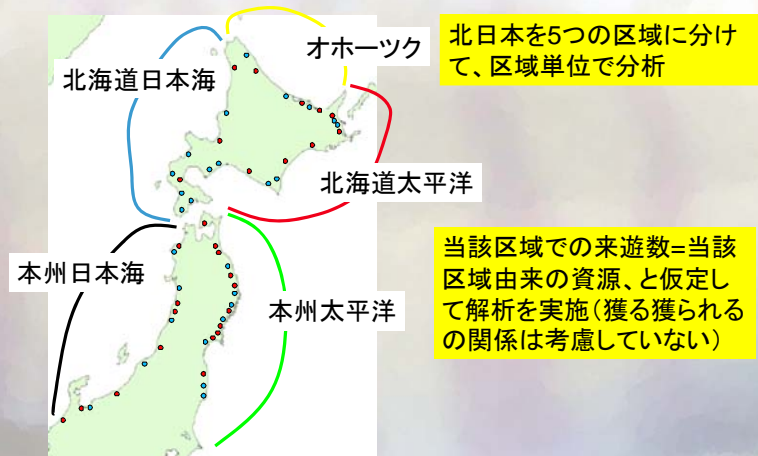 オホーツク
北海道日本海
北海道太平洋
本州日本海
本州太平洋
北日本を5つの区域に分け
て、区域単位で分析
当該区域での来遊数=当該
区域由来の資源、と仮定し
て解析を実施(獲る獲られる
の関係は考慮していない)